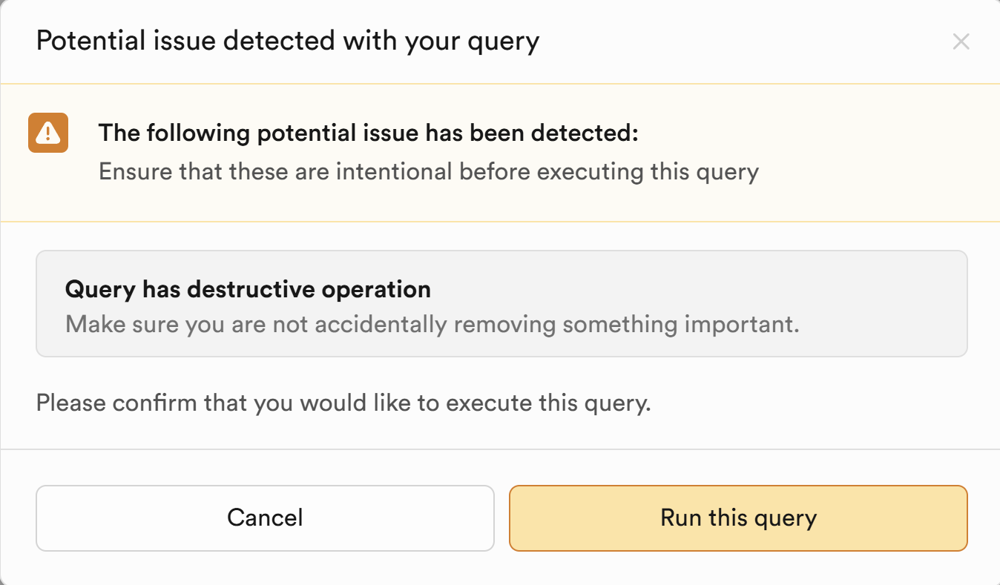 Potential issue detected with your query
The following potential issue has been detected:
Ensure that these are intentional before executing this query
Query has destructive operation
Make sure you are not accidentally removing something important.
Please confirm that you would like to execute this query.
Cancel
Run this query